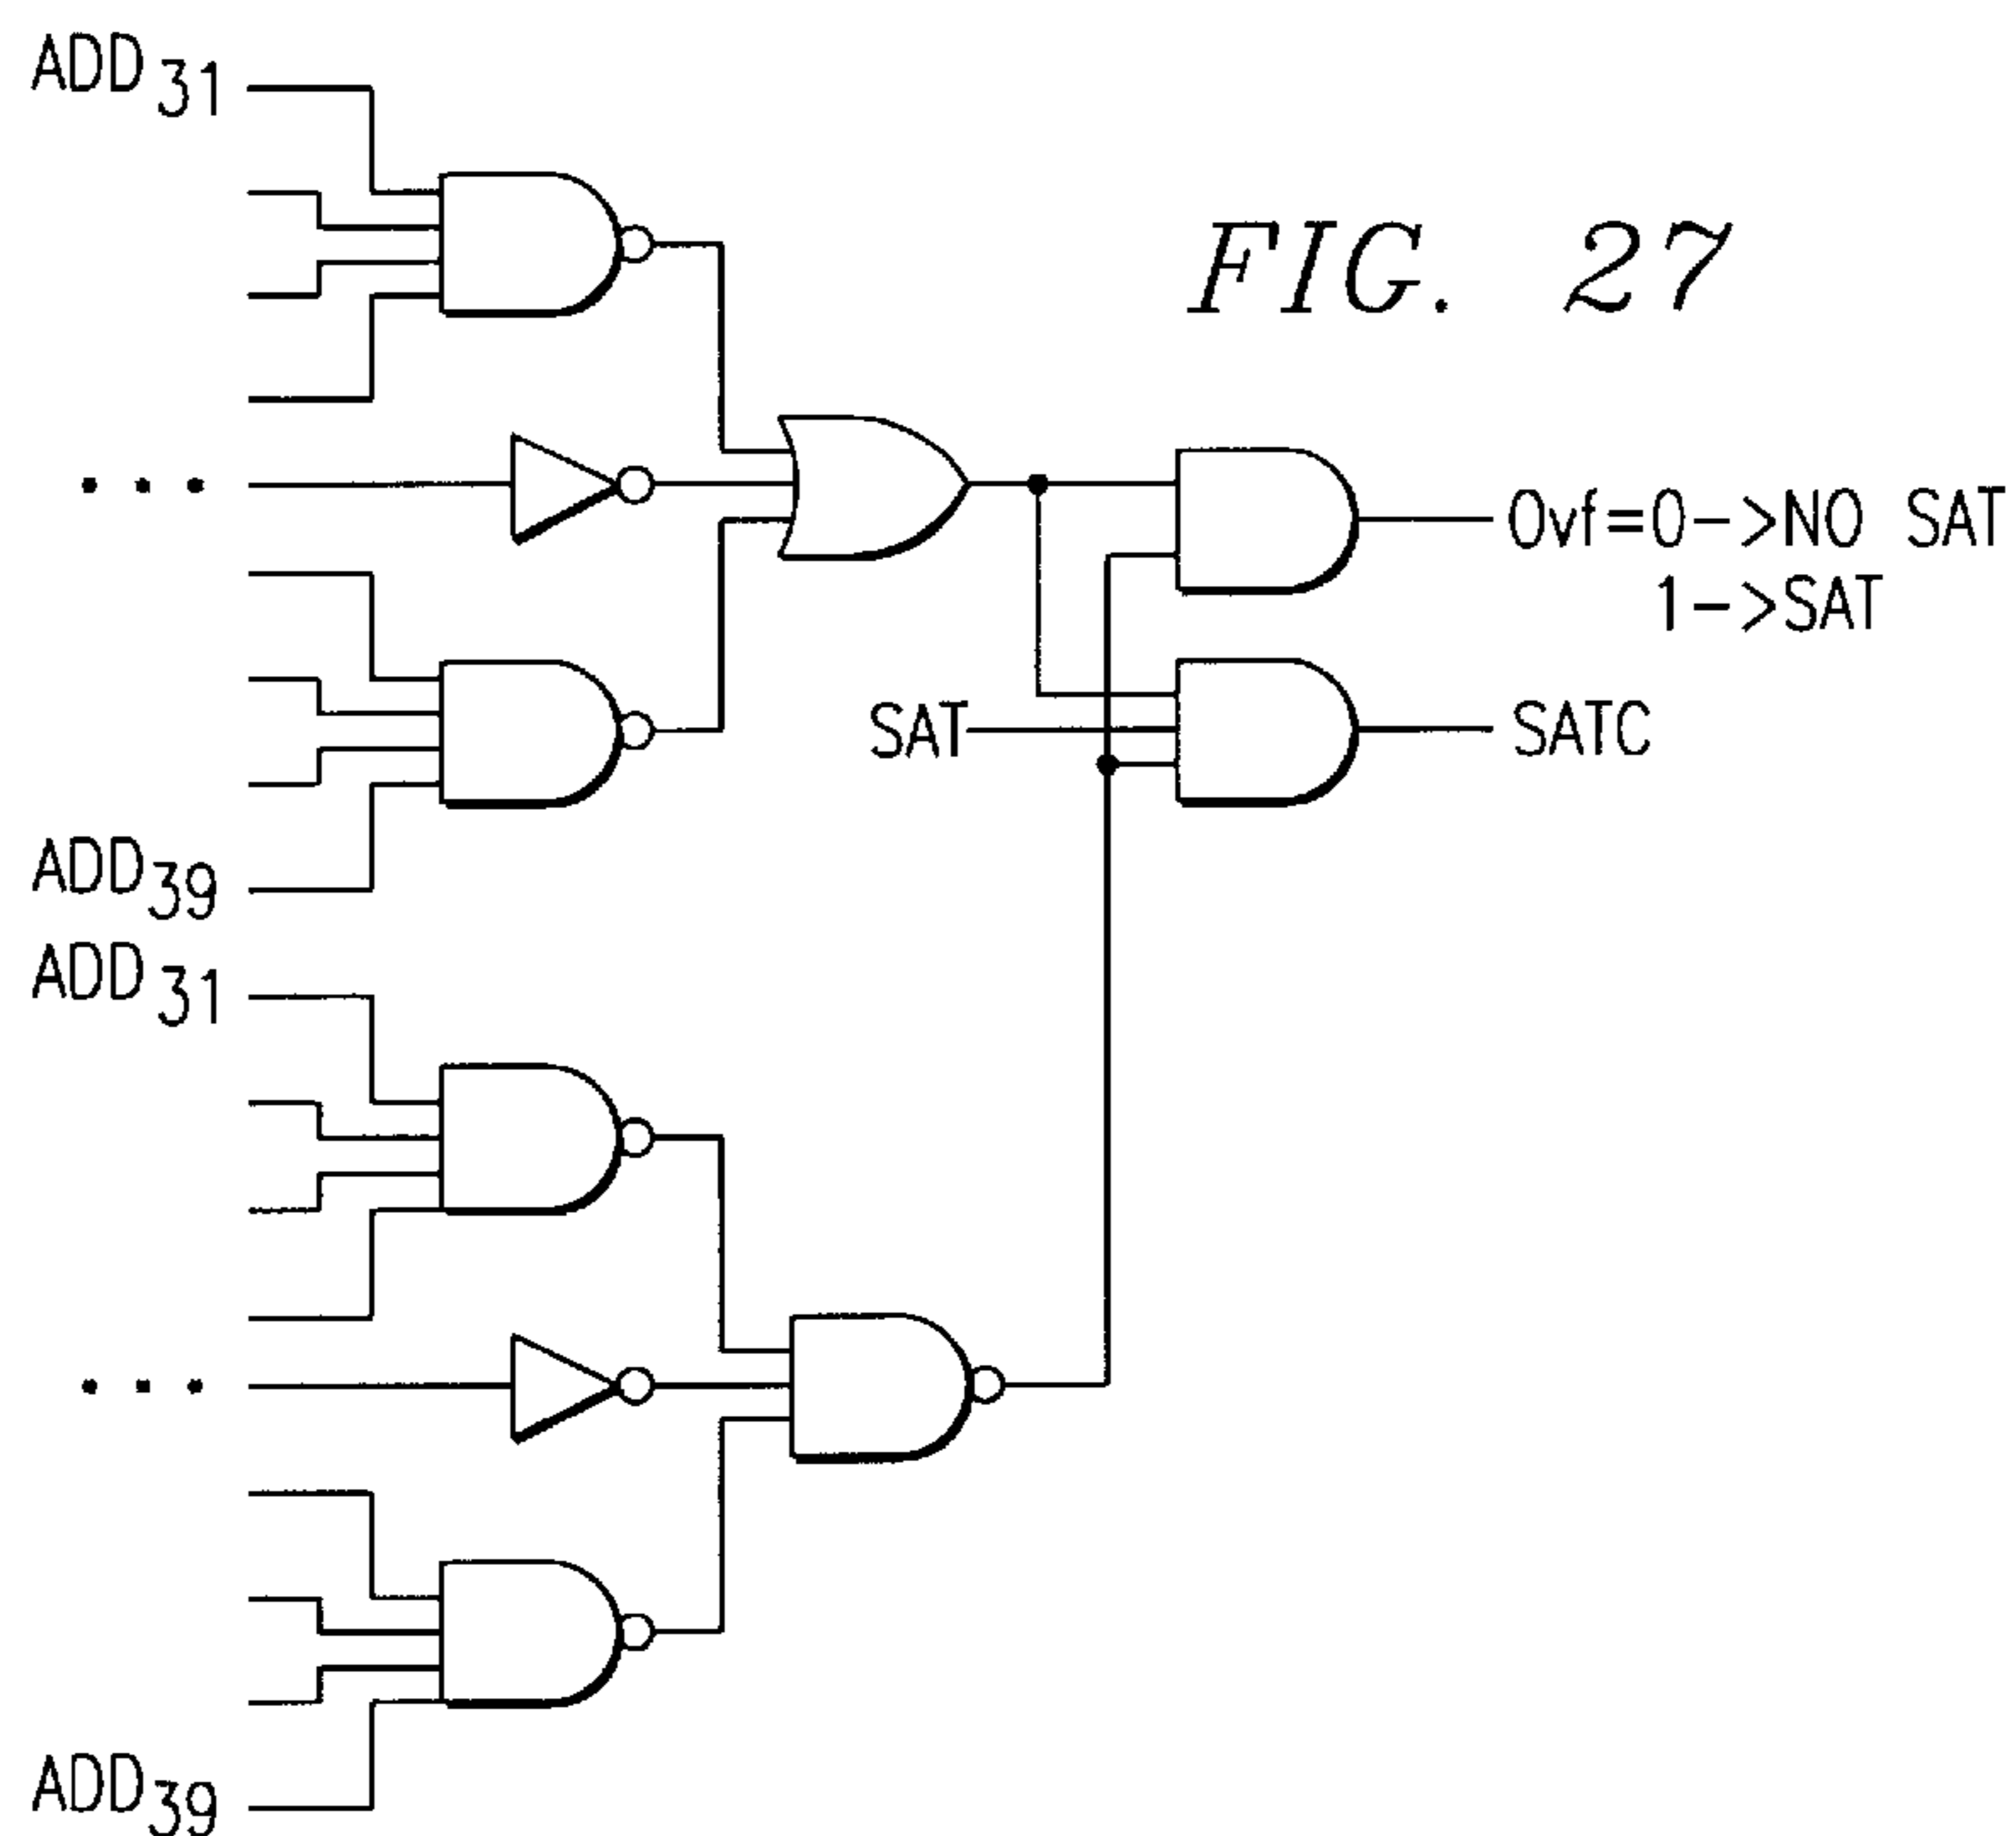 ADD31
FIG. 27
Ovf=0->NO SAT
1->SAT
SAT
SATC
ADD39
ADD31
ADD39